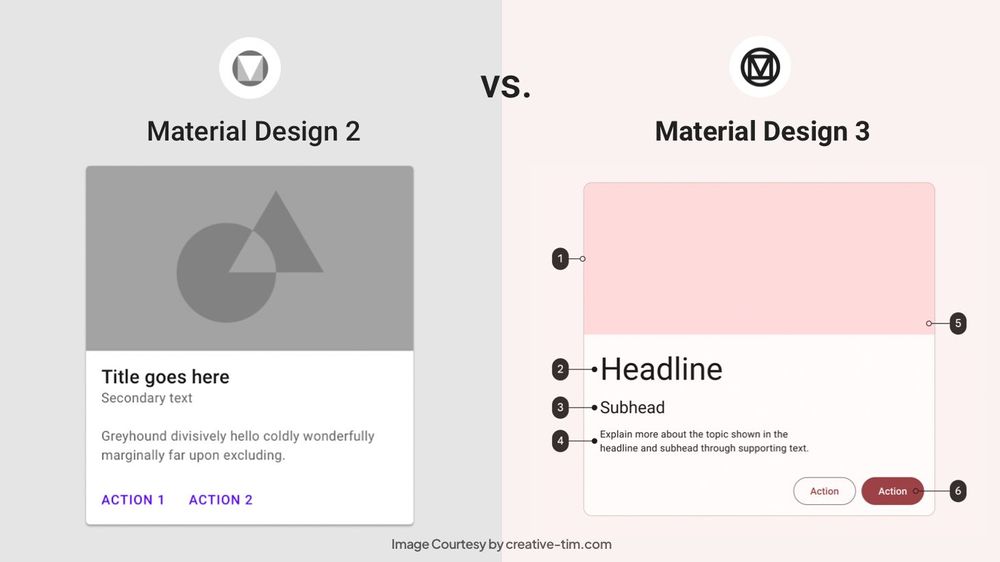 vs.
Material Design 2
Title goes here
Secondary text
Greyhound divisively hello coldly wonderfully
marginally far upon excluding.
ACTION 1 ACTION 2
Material Design 3
1
5
2 Headline
3 Subhead
4 Explain more about the topic shown in the
headline and subhead through supporting text.
Action Action 6
Image Courtesy by creative-tim.com